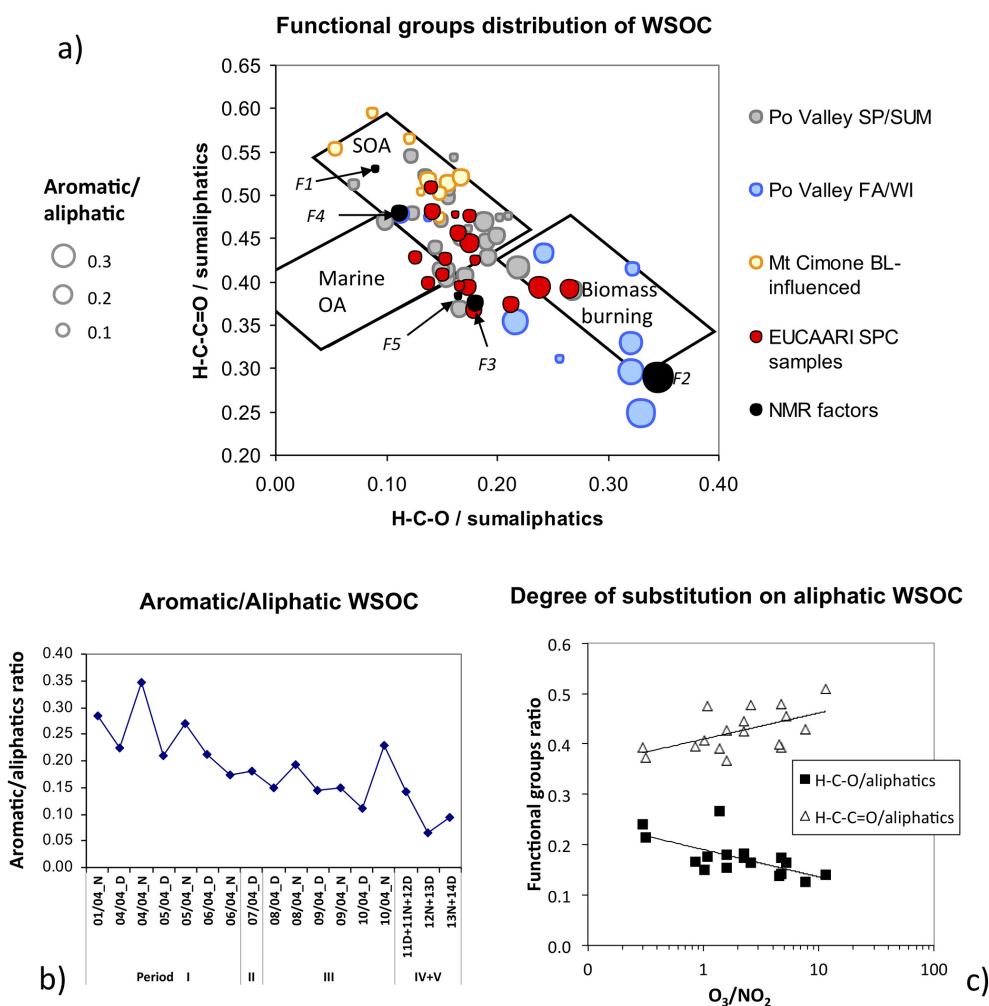 a)
Functional groups distribution of WSOC
Aromatic/
aliphatic
0.3
0.2
0.1
H-C-C=O / sumaliphatics
0.65
0.60
0.55
0.50
0.45
0.40
0.35
0.30
0.25
0.20
SOA
F1
F4
Marine
OA
F5
F3
Biomass
burning
F2
0.00
0.10
0.20
0.30
0.40
H-C-O / sumaliphatics
Po Valley SP/SUM
Po Valley FA/WI
Mt Cimone BL-
influenced
EUCAARI SPC
samples
NMR factors
b)
Aromatic/Aliphatic WSOC
Aromatic/aliphatics ratio
0.40
0.35
0.30
0.25
0.20
0.15
0.10
0.05
0.00
01/04_N
04/04_D
04/04_N
05/04_D
05/04_N
06/04_D
06/04_N
07/04_D
08/04_D
08/04_N
09/04_D
09/04_N
10/04_D
10/04_N
11D+11N+12D
12N+13D
13N+14D
Period I
II
III
IV+V
Degree of substitution on aliphatic WSOC
Functional groups ratio
0.6
0.5
0.4
0.3
0.2
0.1
0.0
H-C-O/aliphatics
H-C-C=O/aliphatics
0
1
10
100
O₃/NO₂
c)